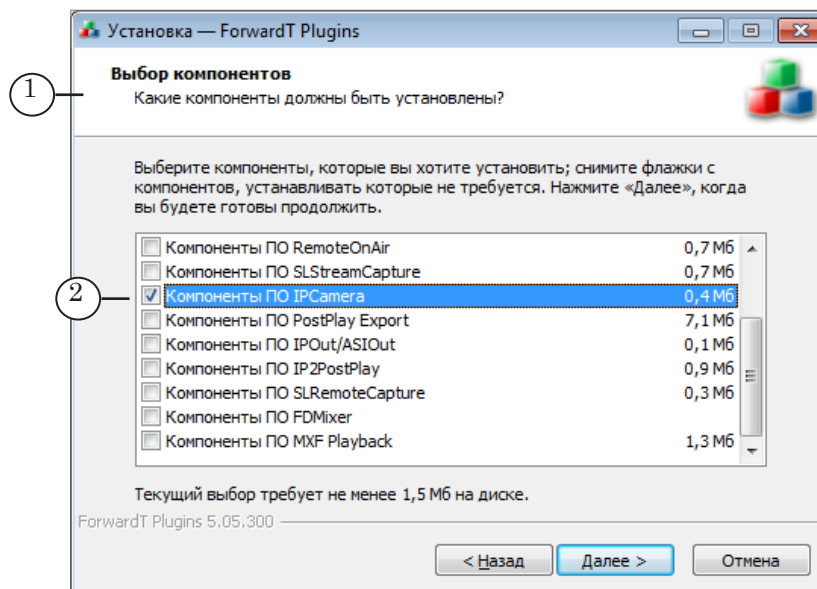 Установка — ForwardT Plugins
Выбор компонентов
1
Какие компоненты должны быть установлены?
Выберите компоненты, которые вы хотите установить; снимите флажки с
компонентов, устанавливать которые не требуется. Нажмите «Далее», когда
вы будете готовы продолжить.
Компоненты ПО RemoteOnAir 0,7 Мб
Компоненты ПО SLStreamCapture 0,7 Мб
2 Компоненты ПО IPCamera 0,4 Мб
Компоненты ПО PostPlay Export 7,1 Мб
Компоненты ПО IPOut/ASIOut 0,1 Мб
Компоненты ПО IP2PostPlay 0,9 Мб
Компоненты ПО SLRemoteCapture 0,3 Мб
Компоненты ПО FDMixer
Компоненты ПО MXF Playback 1,3 Мб
Текущий выбор требует не менее 1,5 Мб на диске.
ForwardT Plugins 5.05.300
< Назад Далее > Отмена